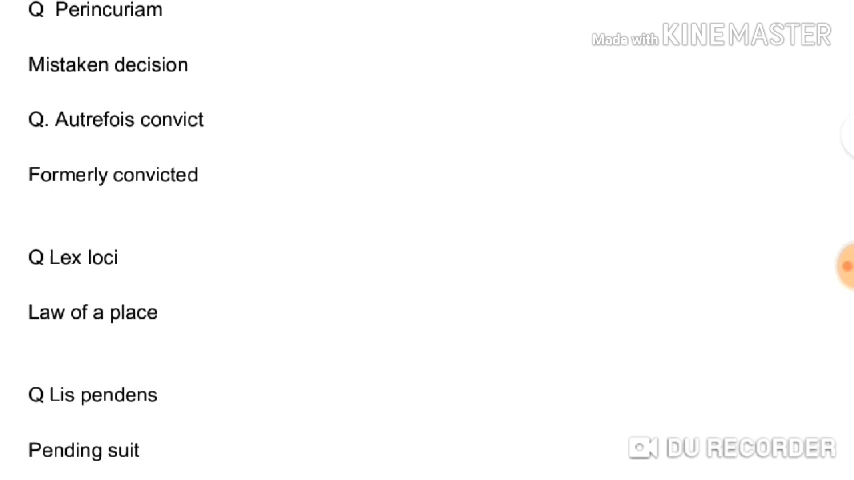 Q Perincuriam
Made with KINEMASTER
Mistaken decision
Q. Autrefois convict
Formerly convicted
Q Lex loci
Law of a place
Q Lis pendens
Pending suit
DU RECORDER